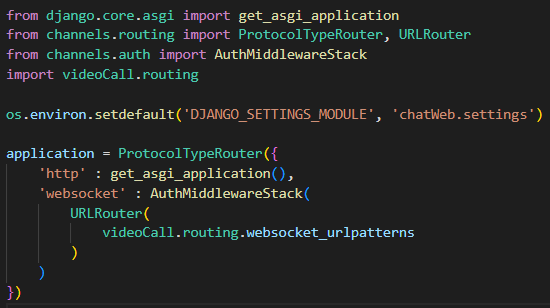 from django.core.asgi import get_asgi_application
from channels.routing import ProtocolTypeRouter, URLRouter
from channels.auth import AuthMiddlewareStack
import videoCall.routing
os.environ.setdefault('DJANGO_SETTINGS_MODULE', 'chatWeb.settings')
application = ProtocolTypeRouter({
    'http' : get_asgi_application(),
    'websocket' : AuthMiddlewareStack(
        URLRouter(
            videoCall.routing.websocket_urlpatterns
        )
    )
})